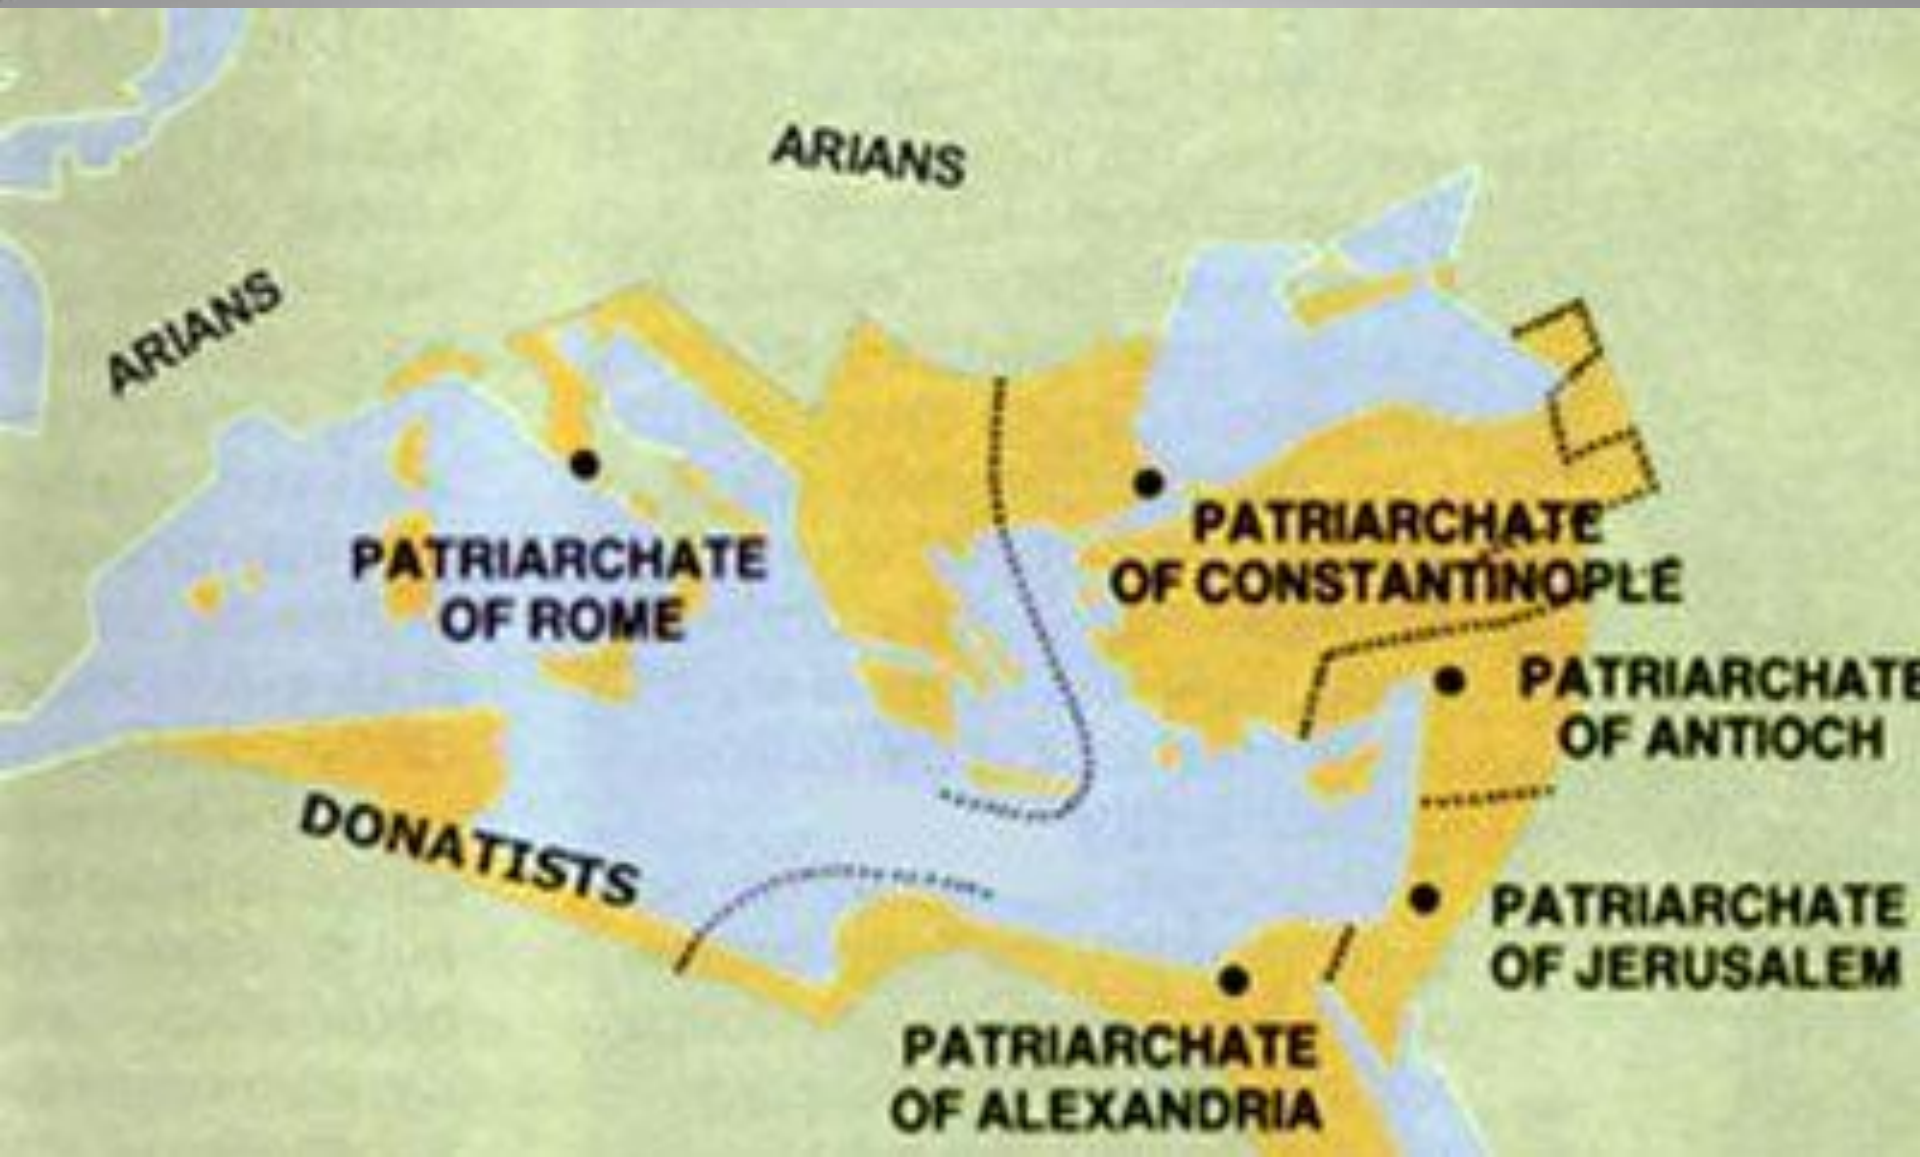 ARIANS
ARIANS
PATRIARCHATE
OF ROME
PATRIARCHATE
OF CONSTANTINOPLE
PATRIARCHATE
OF ANTIOCH
DONATISTS
PATRIARCHATE
OF JERUSALEM
PATRIARCHATE
OF ALEXANDRIA